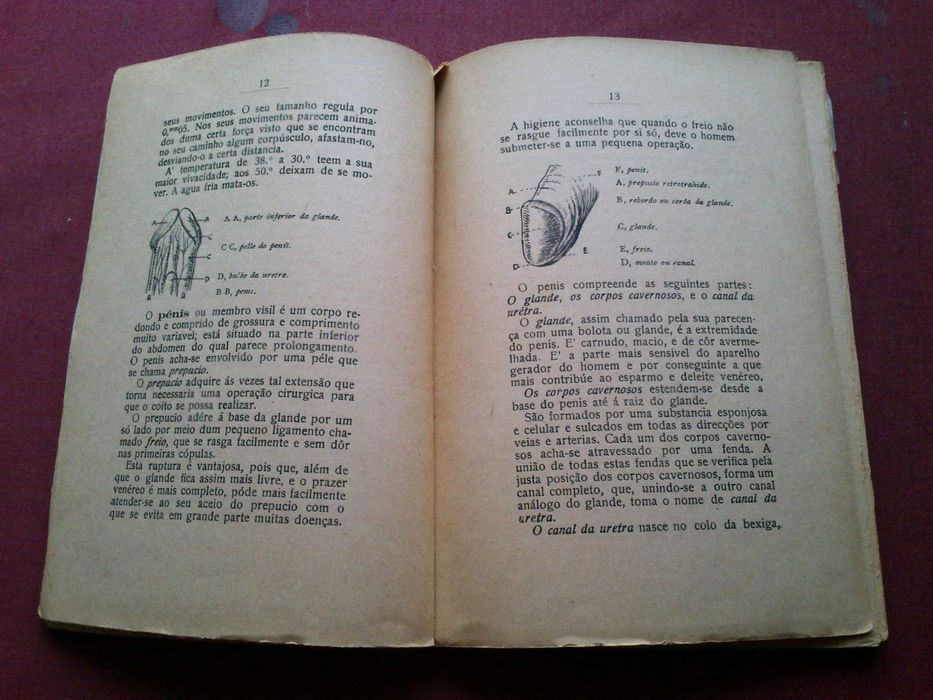 12
seus movimentos. O seu tamanho regula por
0,ᵐᵐ65. Nos seus movimentos parecem anima-
dos duma certa força visto que se encontram
no seu caminho algum corpúsculo, afastam-no,
desviando-o a certa distancia.
A' temperatura de 38.º a 30.º teem a sua
maior vivacidade; aos 50.º deixam de se mo-
ver. A agua fria mata-os.
A
A
C
C
D
B
B
A A, parte inferior da glande.
C C, pelle do penis.
D, bulbo da uretra.
B B, penis.
O pénis ou membro visil é um corpo re-
dondo e comprido de grossura e comprimento
muito variavel; está situado na parte inferior
do abdomen do qual parece prolongamento.
O penis acha-se envolvido por uma péle que
se chama prepucio.
O prepucio adquire ás vezes tal extensão que
torna necessaria uma operação cirurgica para
que o coito se possa realizar.
O prepucio adére á base da glande por um
só lado por meio dum pequeno ligamento cha-
mado freio, que se rasga facilmente e sem dôr
nas primeiras cópulas.
Esta ruptura é vantajosa, pois que, além de
que o glande fica assim mais livre, e o prazer
venéreo é mais completo, póde mais facilmente
atender-se ao seu aceio do prepucio com o
que se evita em grande parte muitas doenças.
13
A higiene aconselha que quando o freio não
se rasgue facilmente por si só, deve o homem
submeter-se a uma pequena operação.
F
A
B
C
D
E
F, penis.
A, prepucio retrotrahido.
B, rebordo ou corda da glande.
C, glande.
E, freio.
D, meato ou canal.
O penis compreende as seguintes partes:
O glande, os corpos cavernosos, e o canal da
uretra.
O glande, assim chamado pela sua parecen-
ça com uma bolota ou glande, é a extremidade
do penis. E' carnudo, macio, e de côr averme-
lhada. E' a parte mais sensivel do aparelho
gerador do homem e por conseguinte a que
mais contribúe ao esparmo e deleite venéreo.
Os corpos cavernosos estendem-se desde a
base do penis até á raiz do glande.
São formados por uma substancia esponjosa
e celular e sulcados em todas as direcções por
veias e arterias. Cada um dos corpos caverno-
sos acha-se atravessado por uma fenda. A
união de todas estas fendas que se verifica pela
justa posição dos corpos cavernosos, forma um
canal completo, que, unindo-se a outro canal
análogo do glande, toma o nome de canal da
uretra.
O canal da uretra nasce no colo da bexiga,